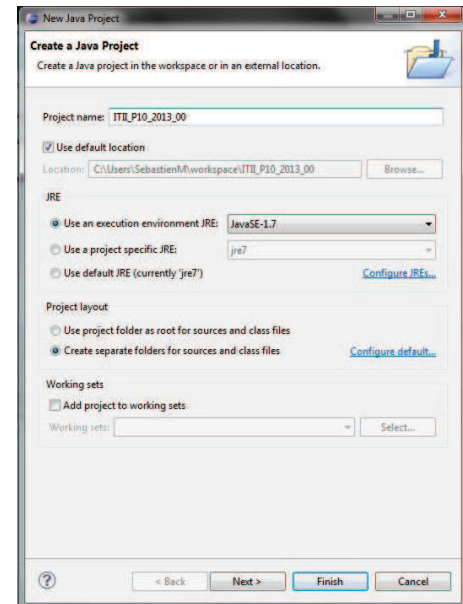 New Java Project
Create a Java Project
Create a Java project in the workspace or in an external location.
Project name: ITII_P10_2013_00
Use default location
Location: C:\Users\SebastienM\workspace\ITII_P10_2013_00 Browse...
JRE
Use an execution environment JRE: JavaSE-1.7
Use a project specific JRE: jre7
Use default JRE (currently 'jre7') Configure JREs...
Project layout
Use project folder as root for sources and class files
Create separate folders for sources and class files Configure default...
Working sets
Add project to working sets
Working sets: Select...
? < Back Next > Finish Cancel